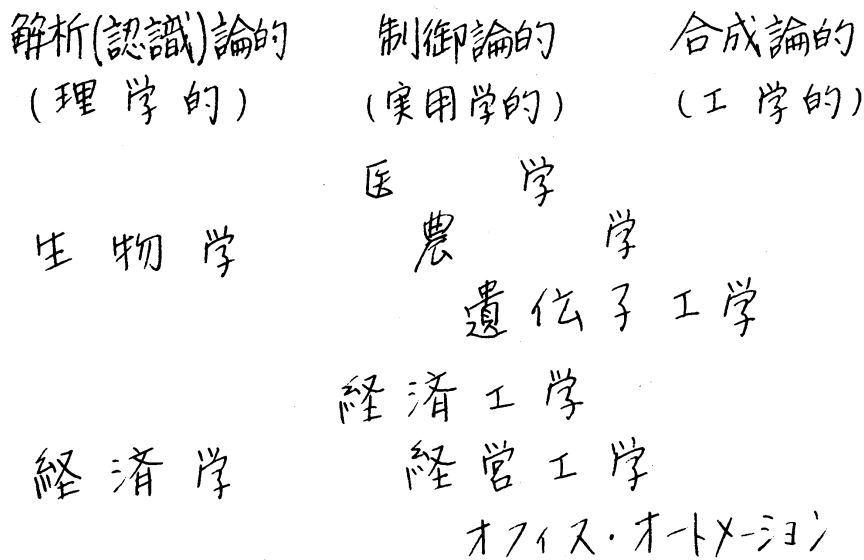 解析(認識)論的 制御論的 合成論的
(理学的) (実用学的) (工学的)
医学
生物学 農学
遺伝子工学
経済工学
経済学 経営工学
オフィス・オートメーション